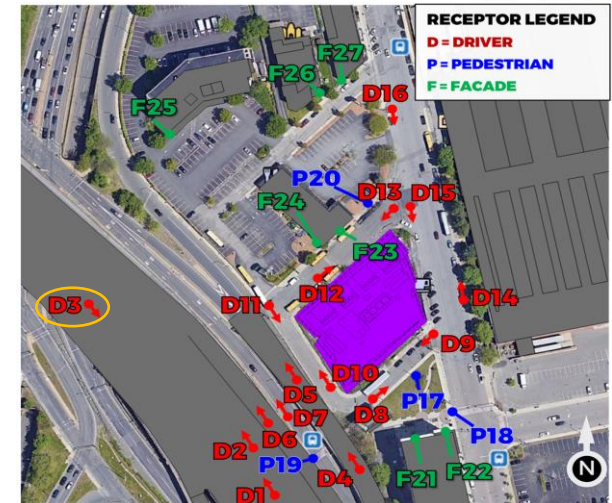 RECEPTOR LEGEND
D = DRIVER
P = PEDESTRIAN
F = FACADE
F27
F26
D16
F25
P20
D13
D15
F24
F23
D12
D3
D11
D14
D9
D10
D5
D8
P17
D7
D6
P18
D2
P19
D4
F21
F22
D1
N